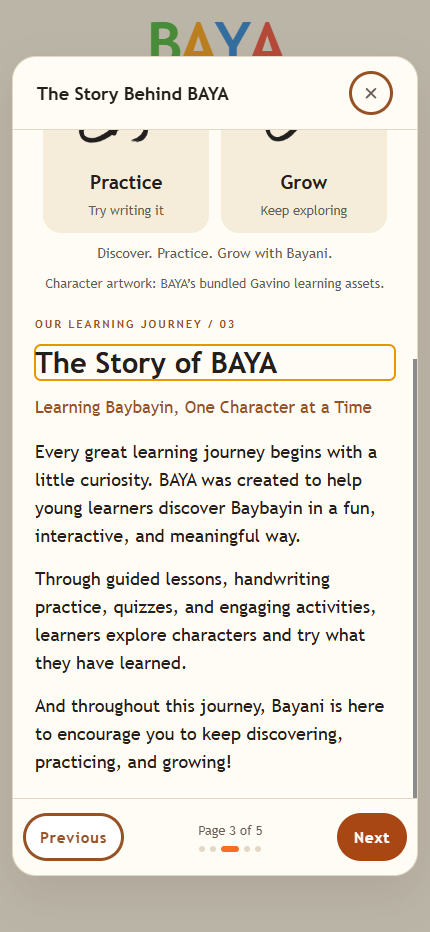 BAYA
The Story Behind BAYA
Practice
Try writing it
Grow
Keep exploring
Discover. Practice. Grow with Bayani.
Character artwork: BAYA's bundled Gavino learning assets.
OUR LEARNING JOURNEY / 03
The Story of BAYA
Learning Baybayin, One Character at a Time
Every great learning journey begins with a
little curiosity. BAYA was created to help
young learners discover Baybayin in a fun,
interactive, and meaningful way.
Through guided lessons, handwriting
practice, quizzes, and engaging activities,
learners explore characters and try what
they have learned.
And throughout this journey, Bayani is here
to encourage you to keep discovering,
practicing, and growing!
Previous
Page 3 of 5
Next